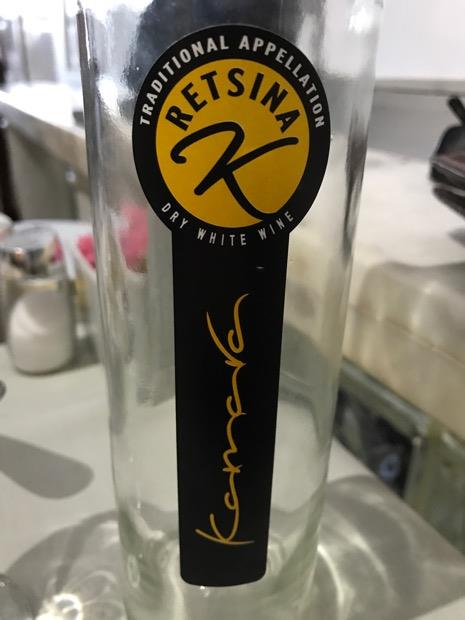 TRADITIONAL APPELLATION
RETSINA
K
DRY WHITE WINE
Kamara